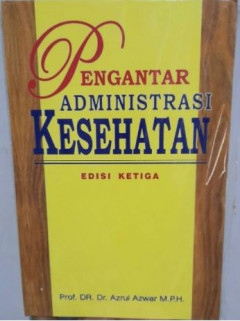 PENGANTAR
ADMINISTRASI
KESEHATAN
EDISI KETIGA
Prof. DR. Dr. Azrul Azwar M.P.H.